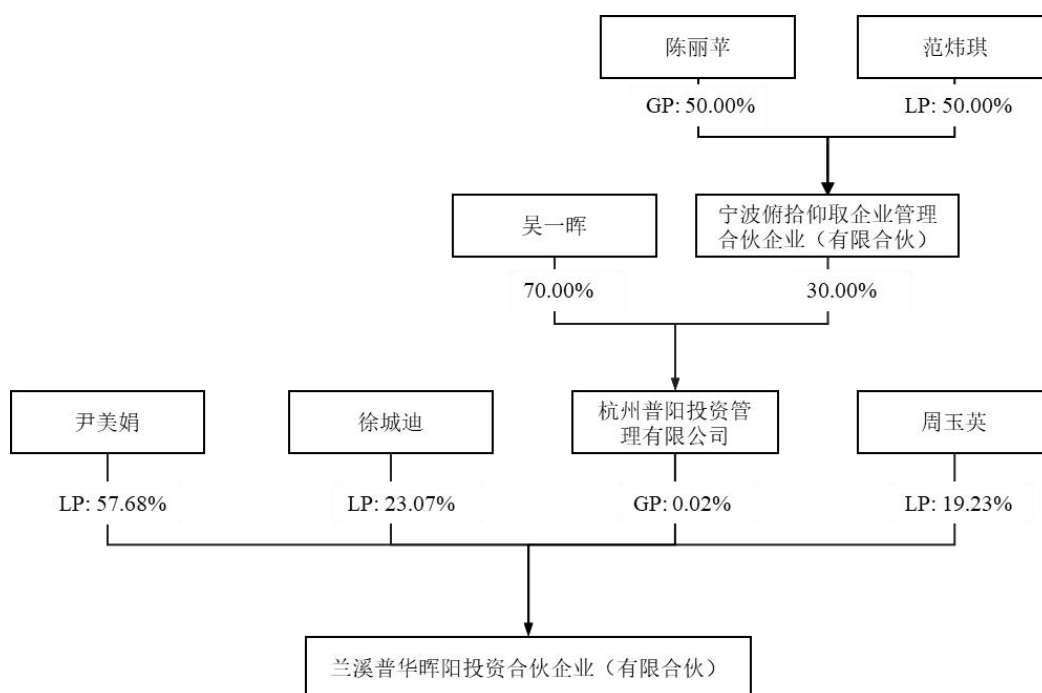 陈丽苹
范炜琪
GP: 50.00%
LP: 50.00%
吴一晖
宁波俯拾仰取企业管理
合伙企业（有限合伙）
70.00%
30.00%
尹美娟
徐城迪
杭州普阳投资管
理有限公司
周玉英
LP: 57.68%
LP: 23.07%
GP: 0.02%
LP: 19.23%
兰溪普华晖阳投资合伙企业（有限合伙）